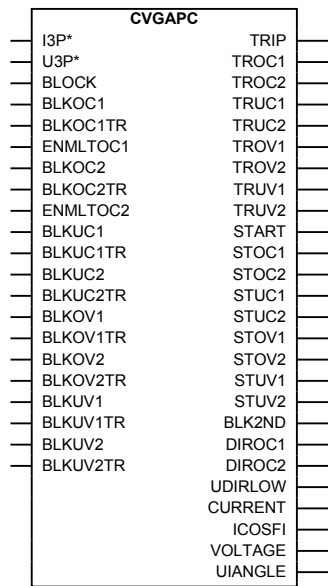 CVGAPC
I3P* TRIP
U3P* TROC1
BLOCK TROC2
BLKOC1 TRUC1
BLKOC1TR TRUC2
ENMLTOC1 TROV1
BLKOC2 TROV2
BLKOC2TR TRUV1
ENMLTOC2 TRUV2
BLKUC1 START
BLKUC1TR STOC1
BLKUC2 STOC2
BLKUC2TR STUC1
BLKOV1 STUC2
BLKOV1TR STOV1
BLKOV2 STOV2
BLKOV2TR STUV1
BLKUV1 STUV2
BLKUV1TR BLK2ND
BLKUV2 DIROC1
BLKUV2TR DIROC2
UDIRLOW
CURRENT
ICOSFI
VOLTAGE
UIANGLE